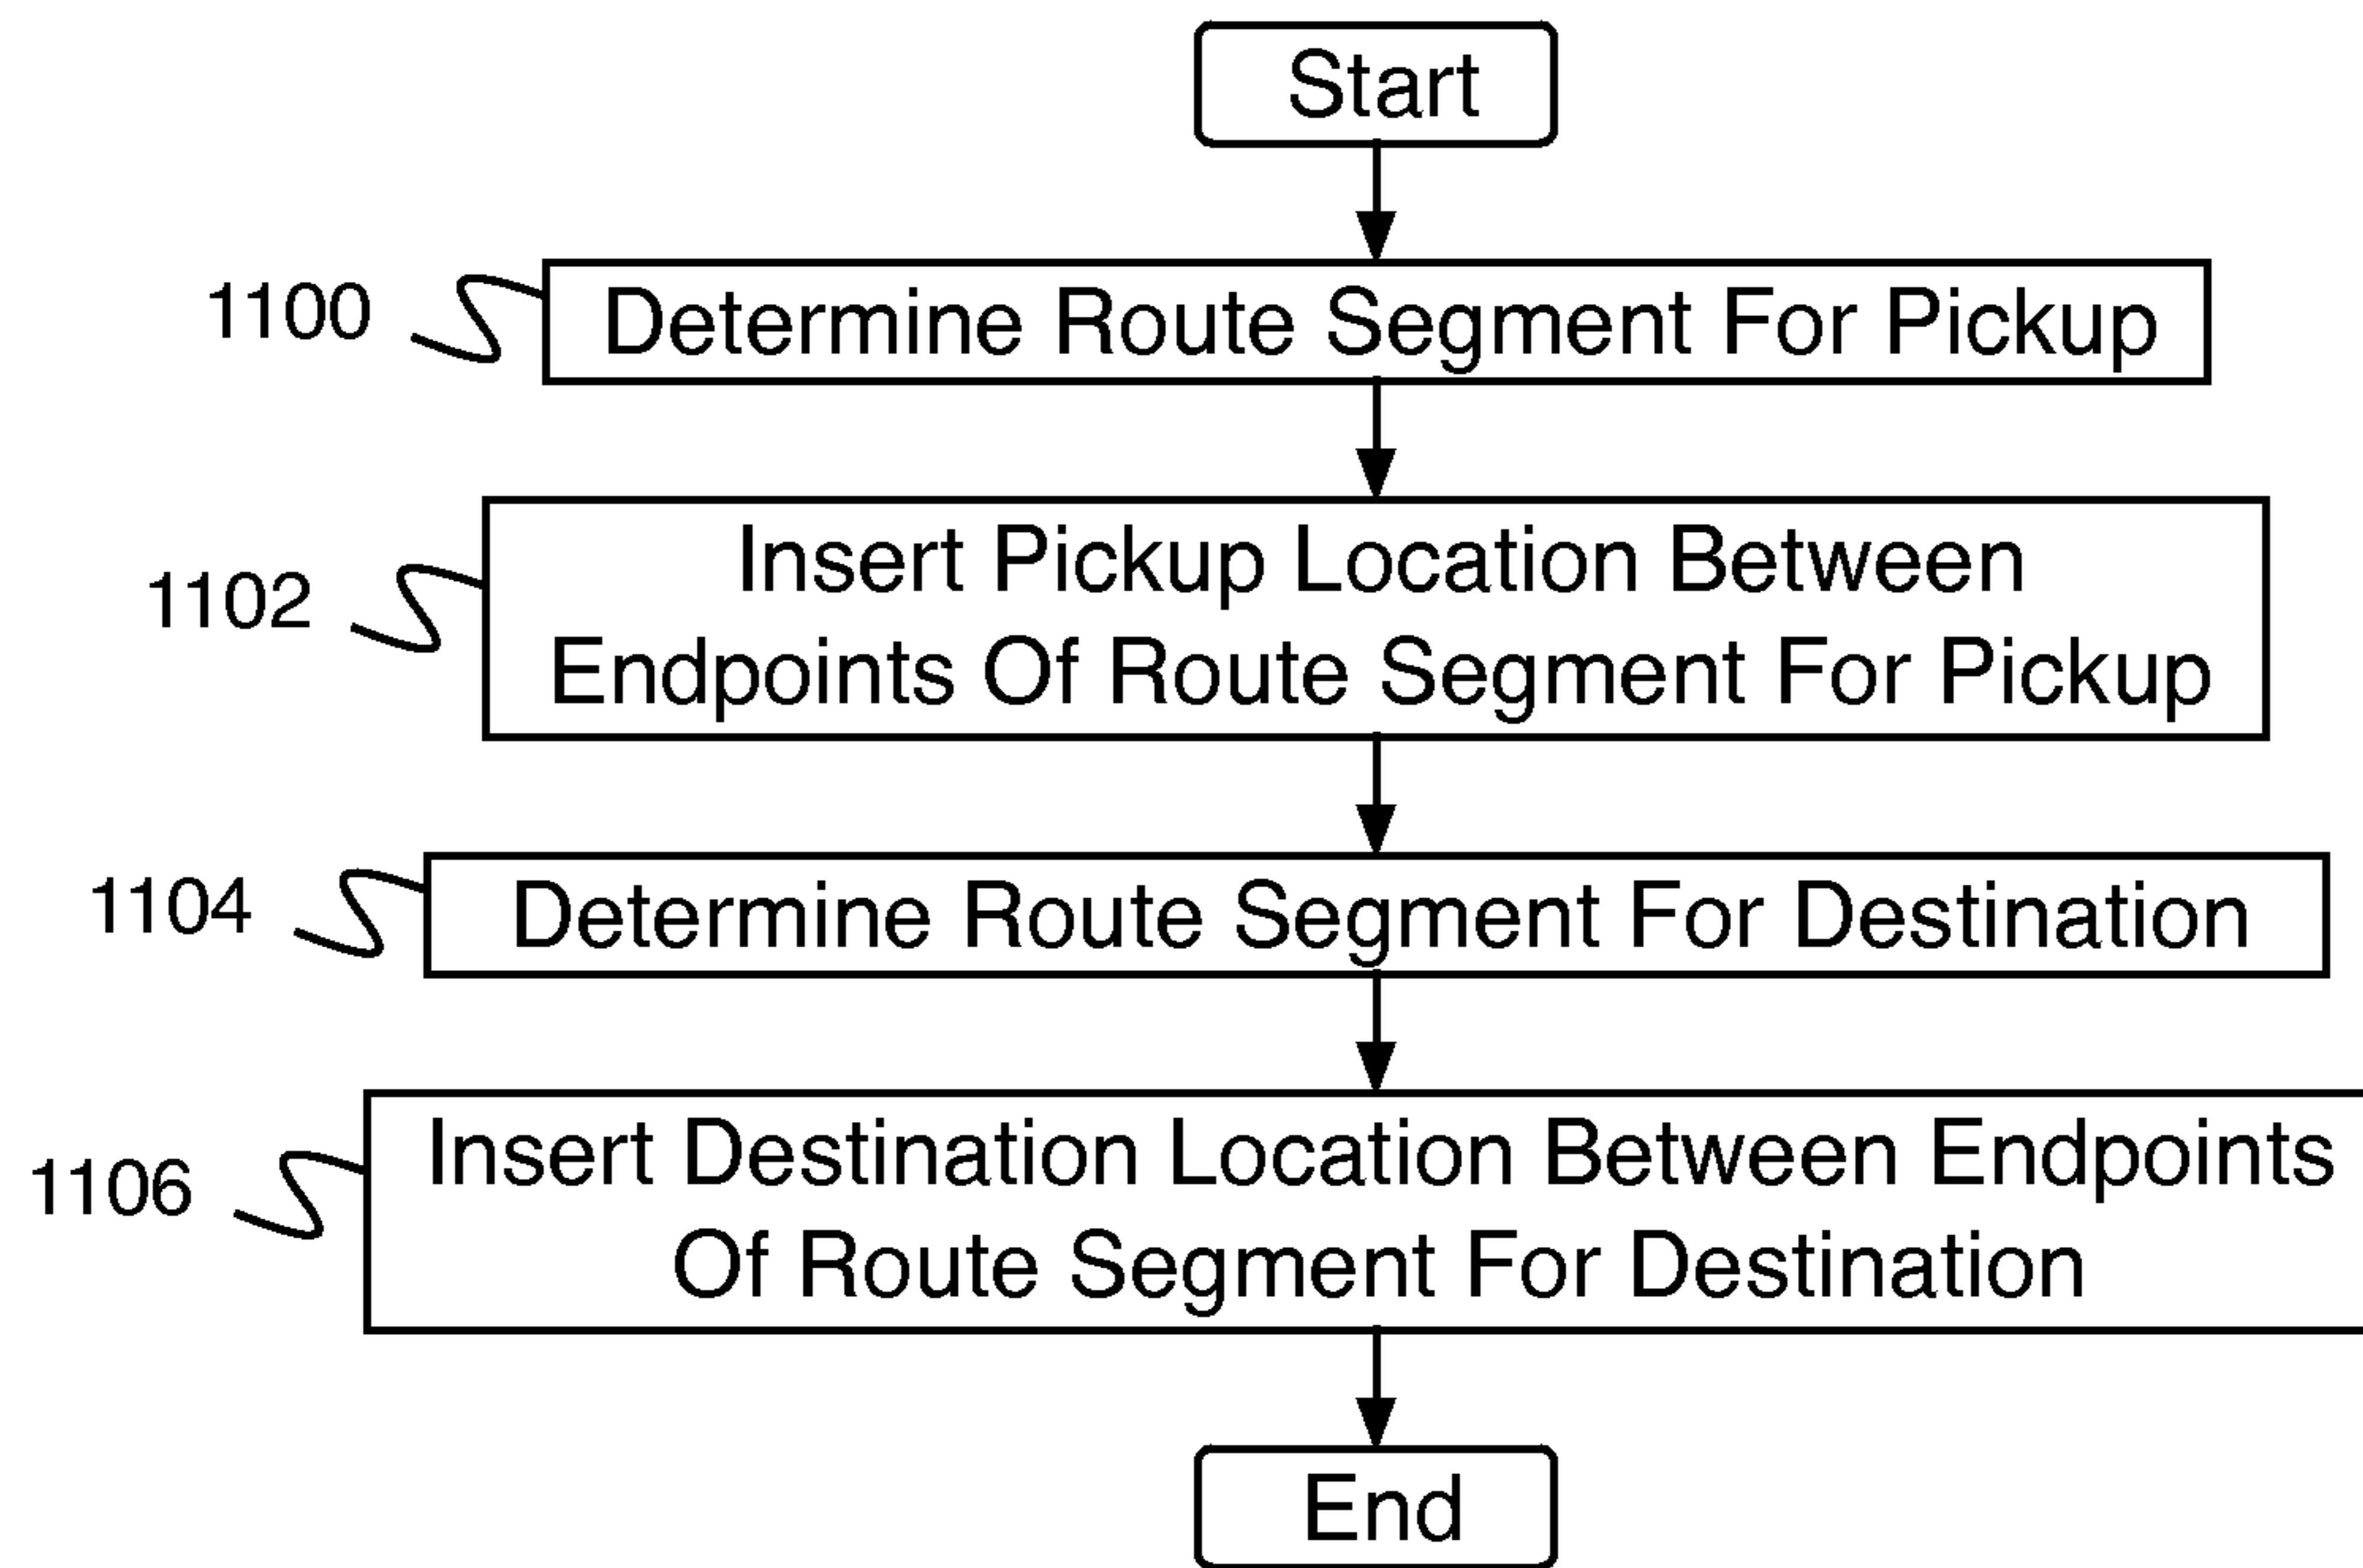 Start
1100
Determine Route Segment For Pickup
1102
Insert Pickup Location Between
Endpoints Of Route Segment For Pickup
1104
Determine Route Segment For Destination
1106
Insert Destination Location Between Endpoints
Of Route Segment For Destination
End